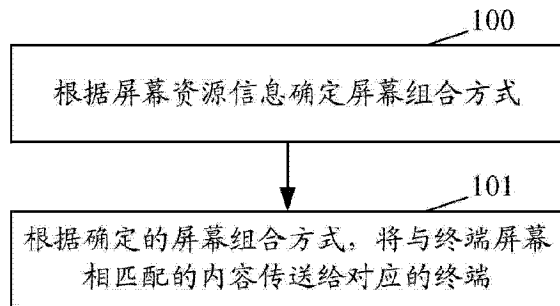 100
根据屏幕资源信息确定屏幕组合方式
101
根据确定的屏幕组合方式，将与终端屏幕
相匹配的内容传送给对应的终端